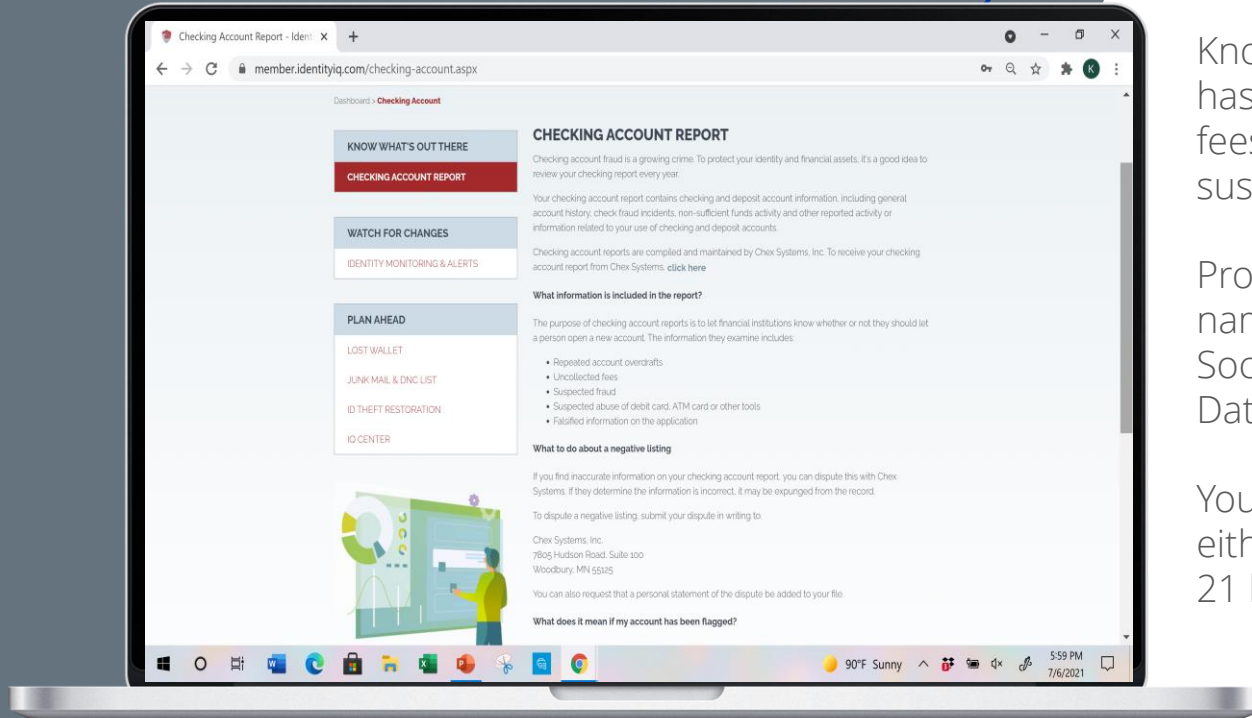 Checking Account Report - Iden
member.identityiq.com/checking-account.aspx
K
Dashboard > Checking Account
KNOW WHAT'S OUT THERE
CHECKING ACCOUNT REPORT
WATCH FOR CHANGES
IDENTITY MONITORING & ALERTS
PLAN AHEAD
LOST WALLET
JUNK MAIL & DNC LIST
ID THEFT RESTORATION
IQ CENTER
CHECKING ACCOUNT REPORT
Checking account fraud is a growing crime. To protect your identity and financial assets, it's a good idea to
review your checking report every year.
Your checking account report contains checking and deposit account information, including general
account history, check fraud incidents, non-sufficient funds activity and other reported activity or
information related to your use of checking and deposit accounts.
Checking account reports are compiled and maintained by Chex Systems, Inc. To receive your checking
account report from Chex Systems, click here
What information is included in the report?
The purpose of checking account reports is to let financial institutions know whether or not they should let
a person open a new account. The information they examine includes:
• Repeated account overdrafts
• Uncollected fees
• Suspected fraud
• Suspected abuse of debit card, ATM card or other tools
• Falsified information on the application
What to do about a negative listing
If you find inaccurate information on your checking account report, you can dispute this with Chex
Systems. If they determine the information is incorrect, it may be expunged from the record.
To dispute a negative listing, submit your dispute in writing to:
Chex Systems, Inc.
7805 Hudson Road, Suite 100
Woodbury, MN 55125
You can also request that a personal statement of the dispute be added to your file.
What does it mean if my account has been flagged?
90°F Sunny
5:59 PM
7/6/2021
has
fees
21